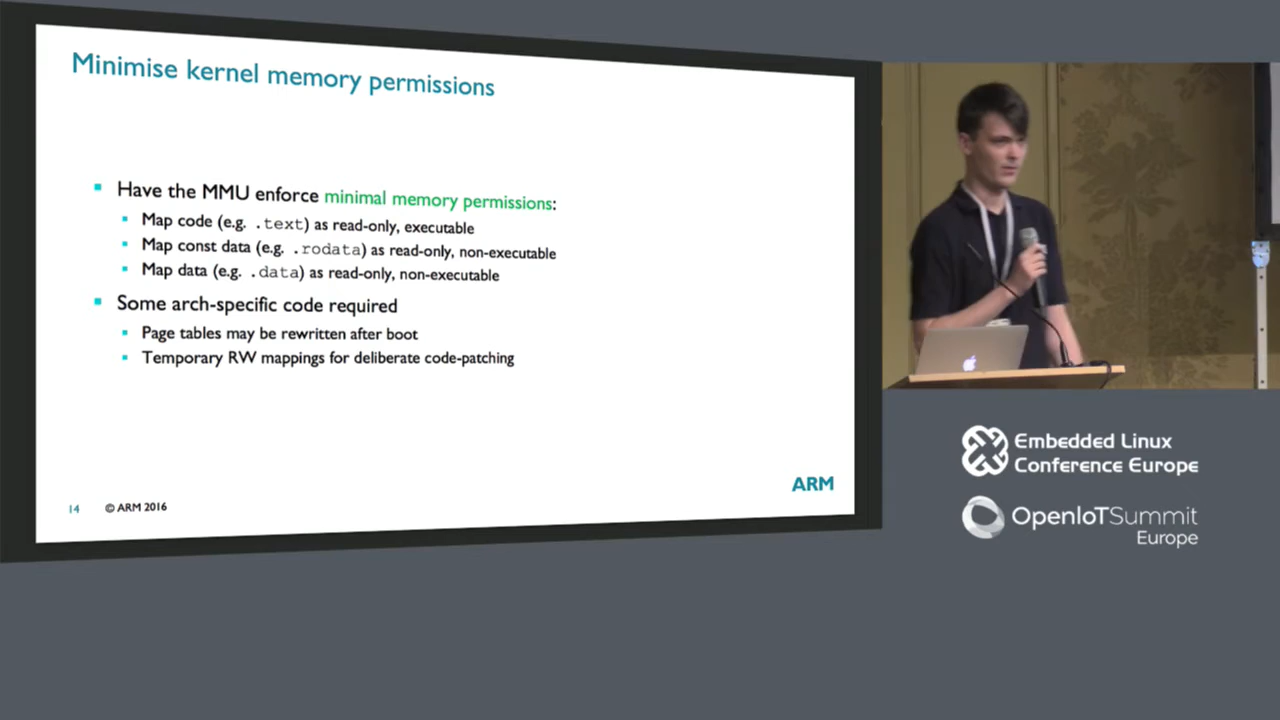 Minimise kernel memory permissions
Have the MMU enforce minimal memory permissions:
Map code (e.g. .text) as read-only, executable
Map const data (e.g. .rodata) as read-only, non-executable
Map data (e.g. .data) as read-only, non-executable
Some arch-specific code required
Page tables may be rewritten after boot
Temporary RW mappings for deliberate code-patching
ARM
14 © ARM 2016
Embedded Linux
Conference Europe
OpenIoTSummit
Europe